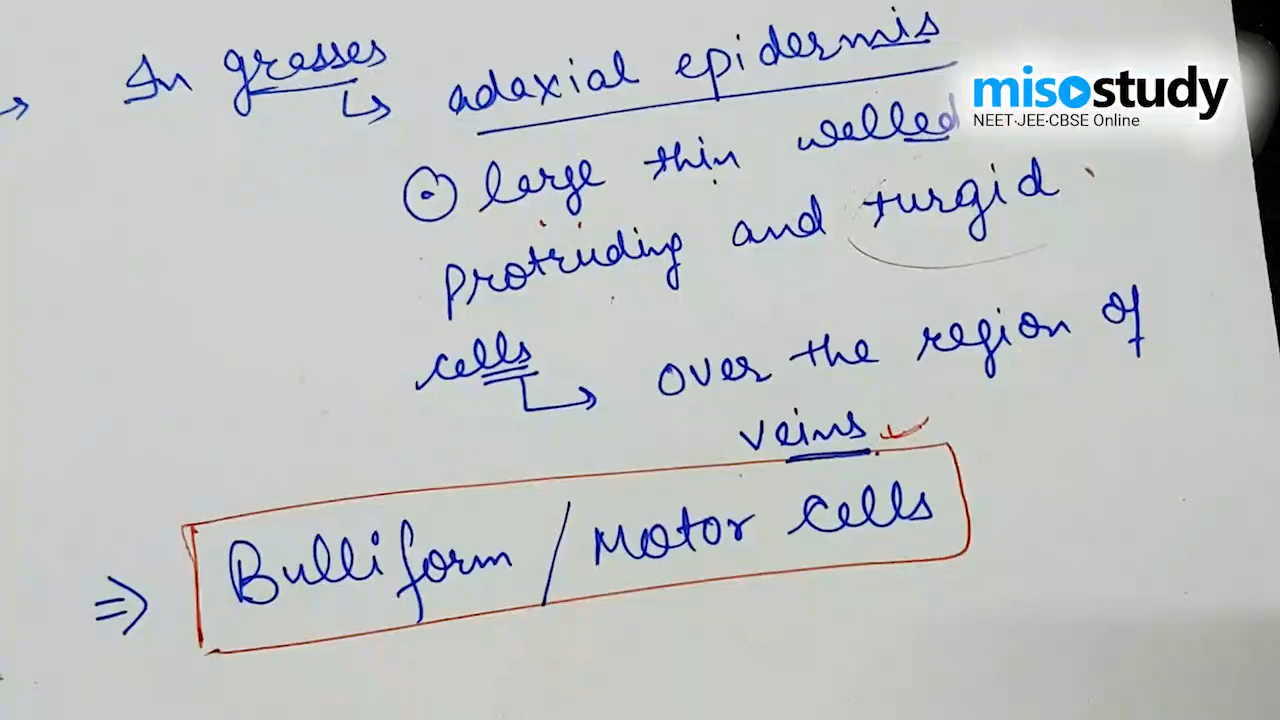 In grasses
adaxial epidermis
large thin walled
protruding and turgid
cells
over the region of
veins
Bulliform / Motor cells
misostudy
NEET·JEE·CBSE Online